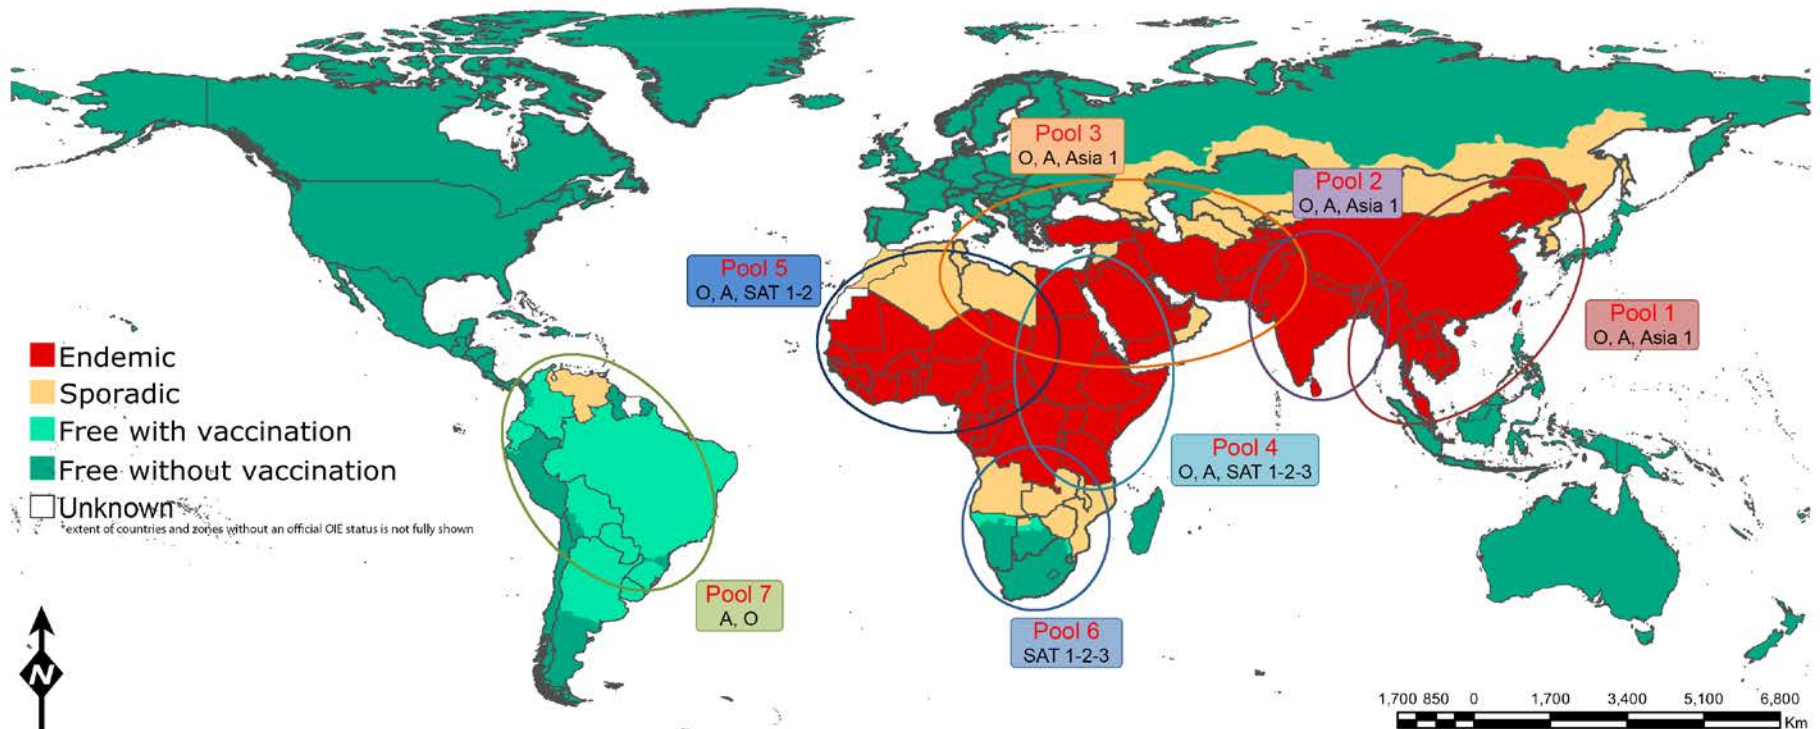 Pool 3
O, A, Asia 1
Pool 2
O, A, Asia 1
Pool 5
O, A, SAT 1-2
Pool 1
O, A, Asia 1
Endemic
Sporadic
Free with vaccination
Free without vaccination
Unknown
*extent of countries and zones without an official OIE status is not fully shown
Pool 4
O, A, SAT 1-2-3
Pool 7
A, O
Pool 6
SAT 1-2-3
N
1,700 850 0 1,700 3,400 5,100 6,800
Km